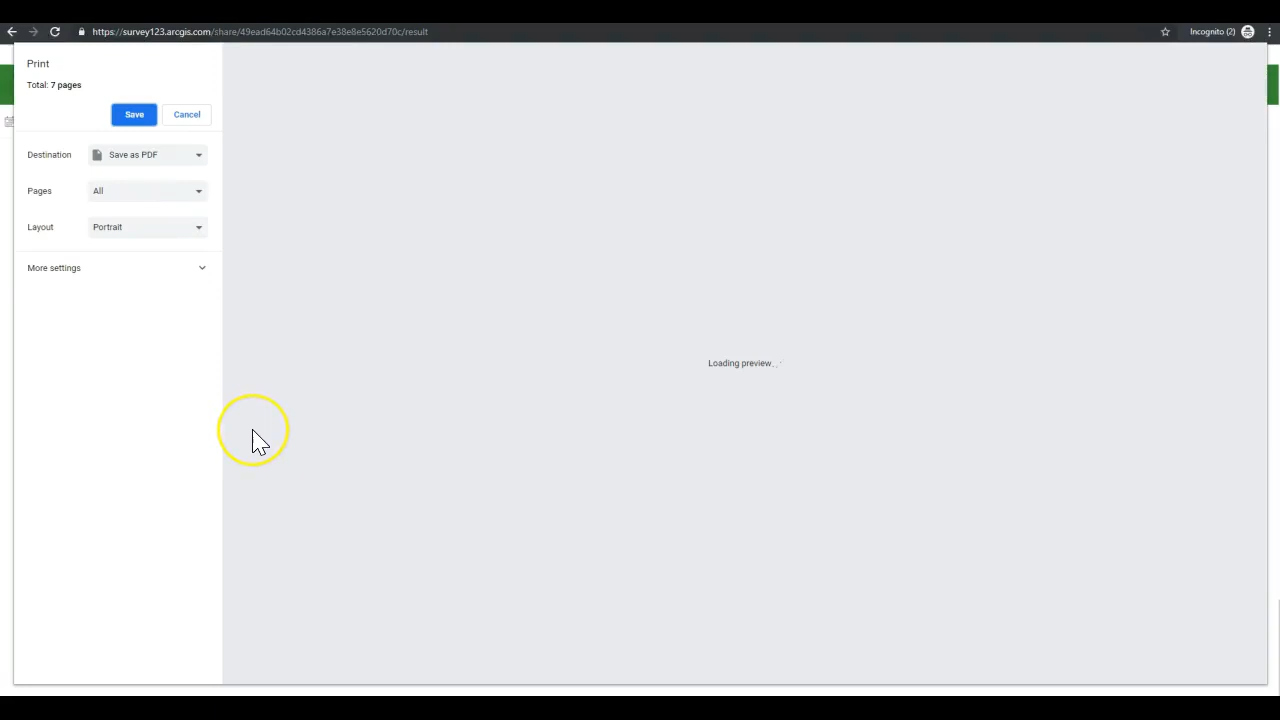 https://survey123.arcgis.com/share/49ead64b02cd4386a7e38e8e5620d70c/result
Incognito (2)
Print
Total: 7 pages
Save
Cancel
Destination
Save as PDF
Pages
All
Layout
Portrait
More settings
Loading preview...